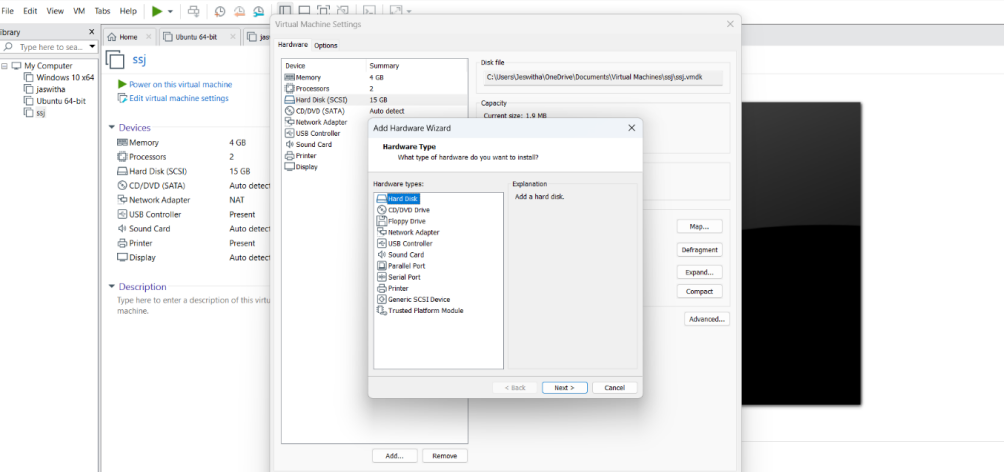 File Edit View VM Tabs Help
Library
Type here to sea...
My Computer
Windows 10 x64
jaswitha
Ubuntu 64-bit
ssj
Home
Ubuntu 64-bit
ssj
Power on this virtual machine
Edit virtual machine settings
Devices
Memory 4 GB
Processors 2
Hard Disk (SCSI) 15 GB
CD/DVD (SATA) Auto detect
Network Adapter NAT
USB Controller Present
Sound Card Auto detect
Printer Present
Display Auto detect
Description
Type here to enter a description of this virtu
machine.
Virtual Machine Settings
Hardware Options
Device Summary
Memory 4 GB
Processors 2
Hard Disk (SCSI) 15 GB
CD/DVD (SATA) Auto detect
Network Adapter
USB Controller
Sound Card
Printer
Display
Add... Remove
Disk file
C:\Users\Jeswitha\OneDrive\Documents\Virtual Machines\ssj\ssj.vmdk
Capacity
Current size: 1.9 MB
Map...
Defragment
Expand...
Compact
Advanced...
Add Hardware Wizard
Hardware Type
What type of hardware do you want to install?
Hardware types:
Hard Disk
CD/DVD Drive
Floppy Drive
Network Adapter
USB Controller
Sound Card
Parallel Port
Serial Port
Printer
Generic SCSI Device
Trusted Platform Module
Explanation
Add a hard disk.
< Back Next > Cancel